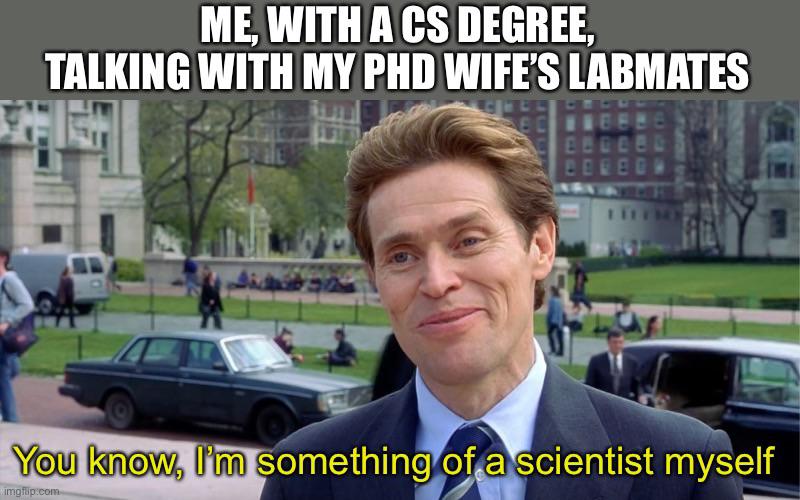 ME, WITH A CS DEGREE,
TALKING WITH MY PHD WIFE'S LABMATES
You know, I'm something of a scientist myself
imgflip.com